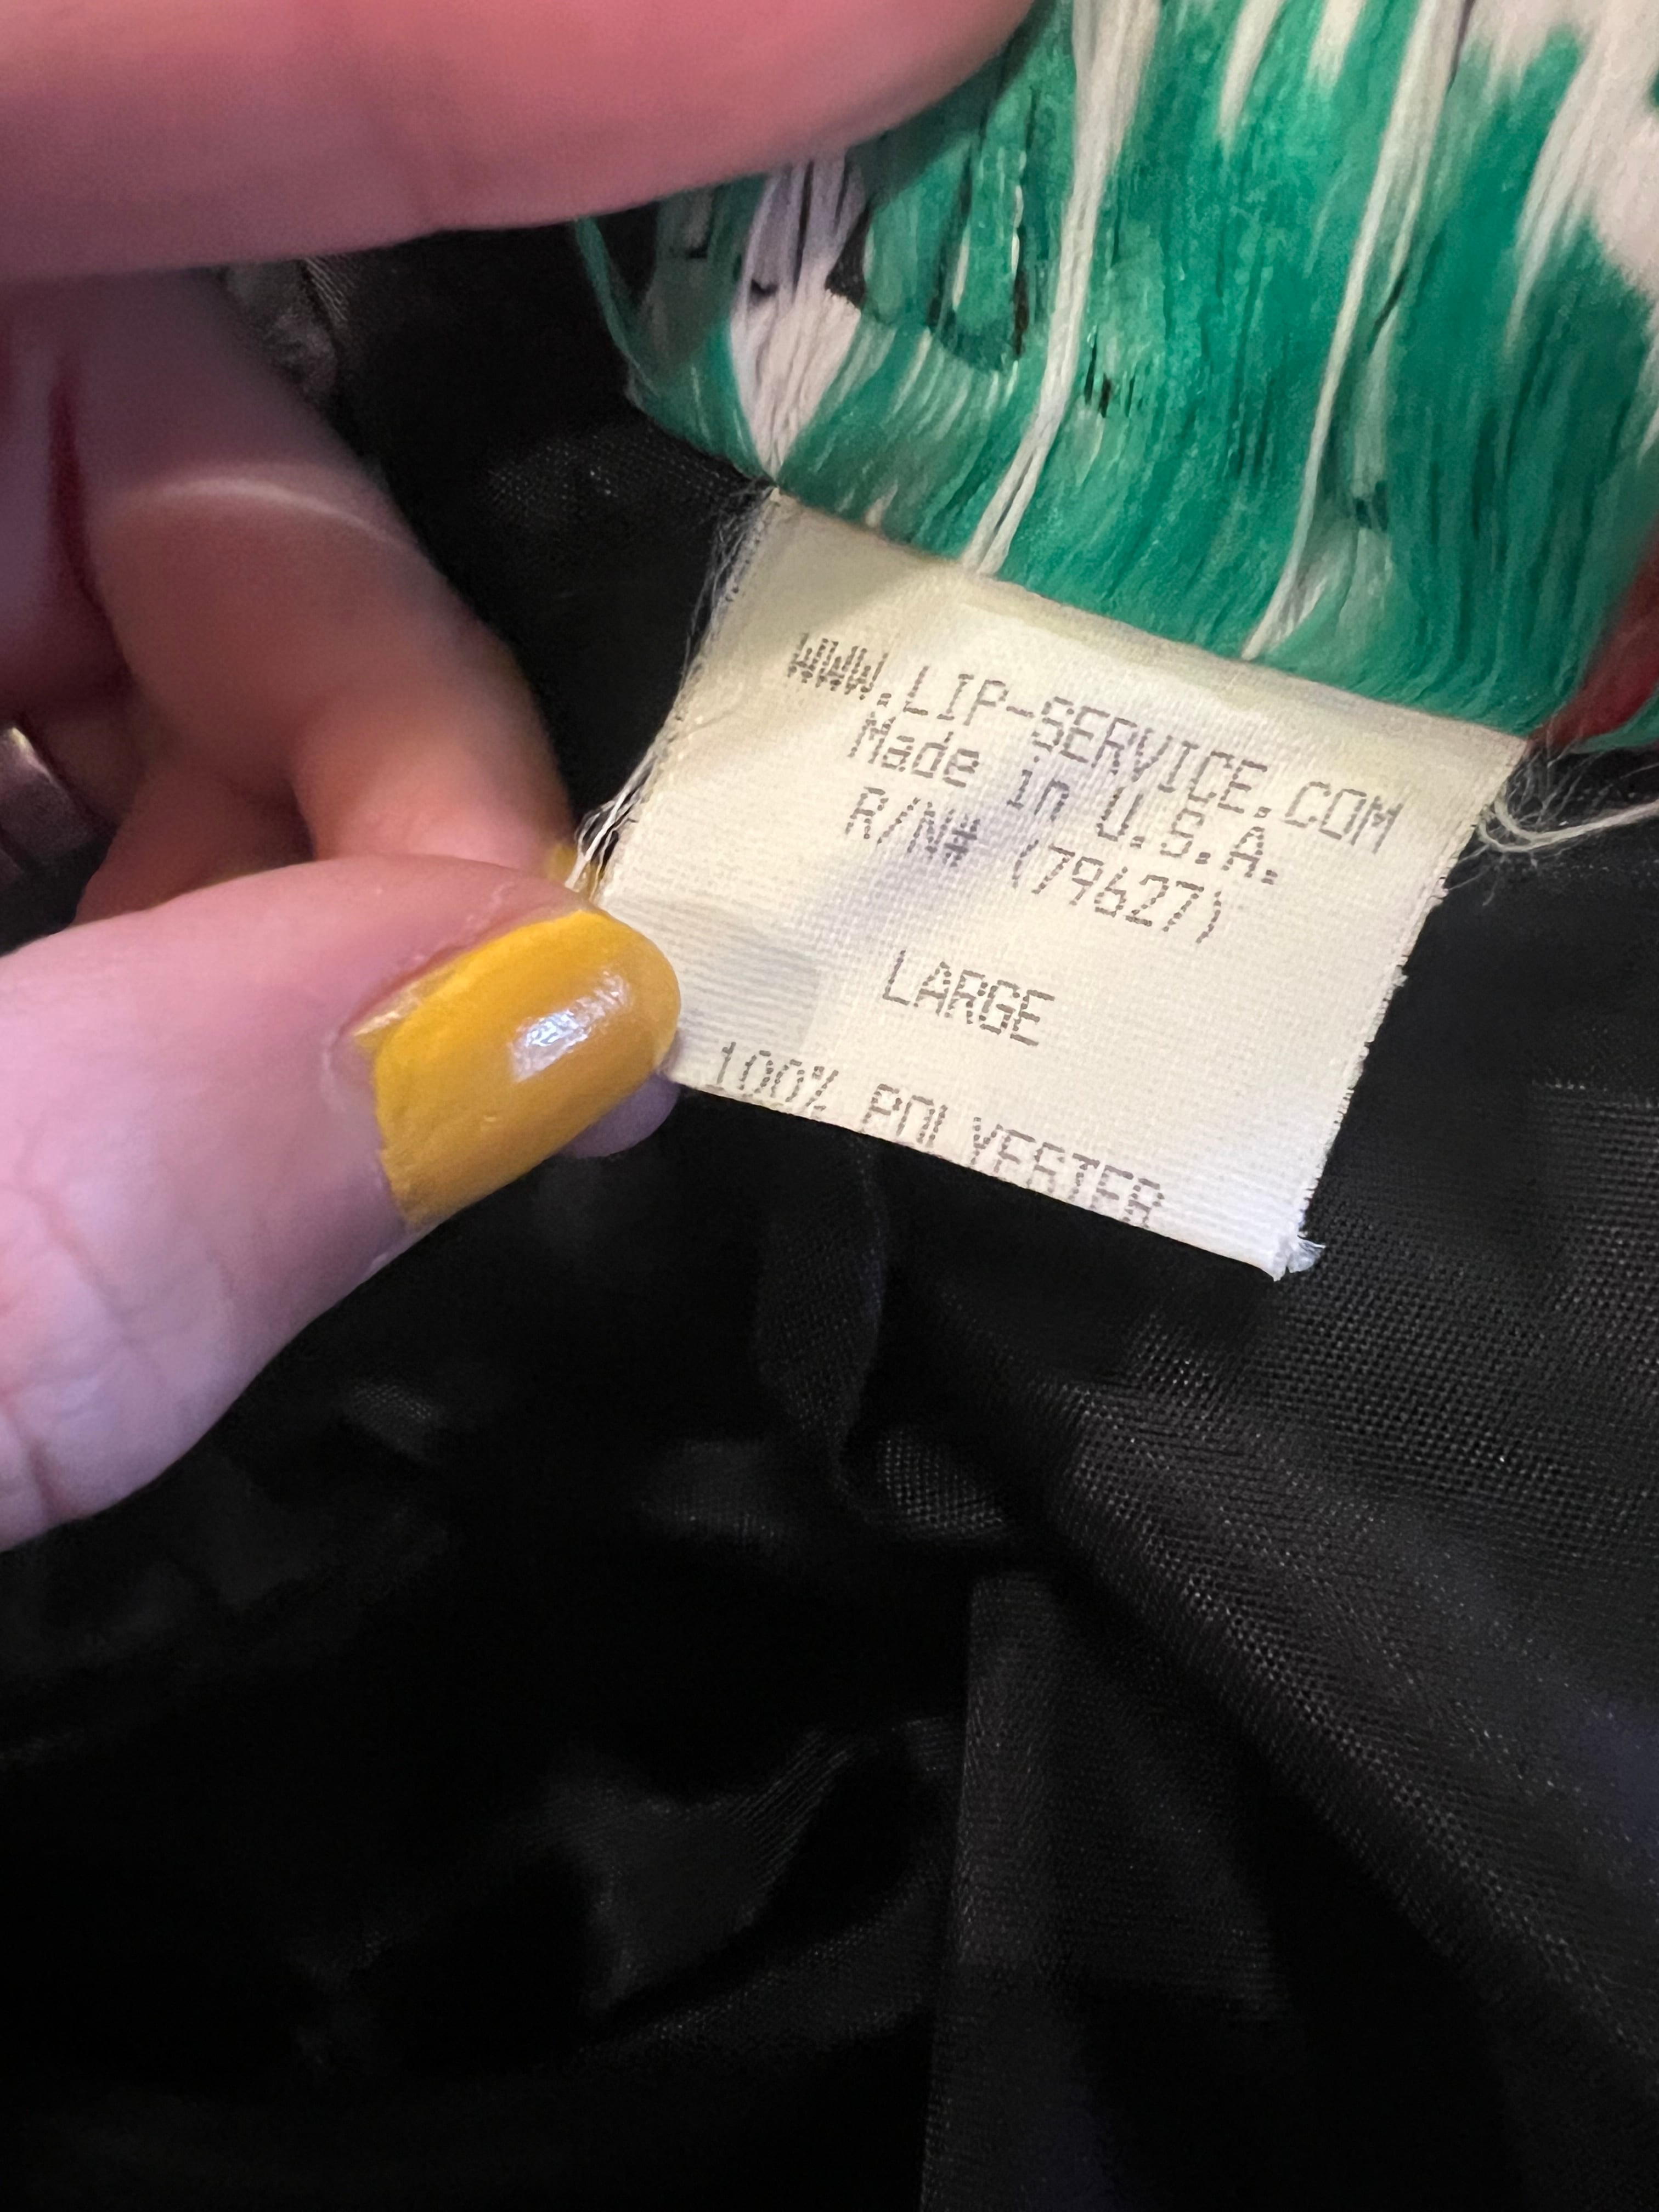 WWW.LIP-SERVICE.COM
Made in U.S.A.
R/N# (79627)
LARGE
100% POLYESTER